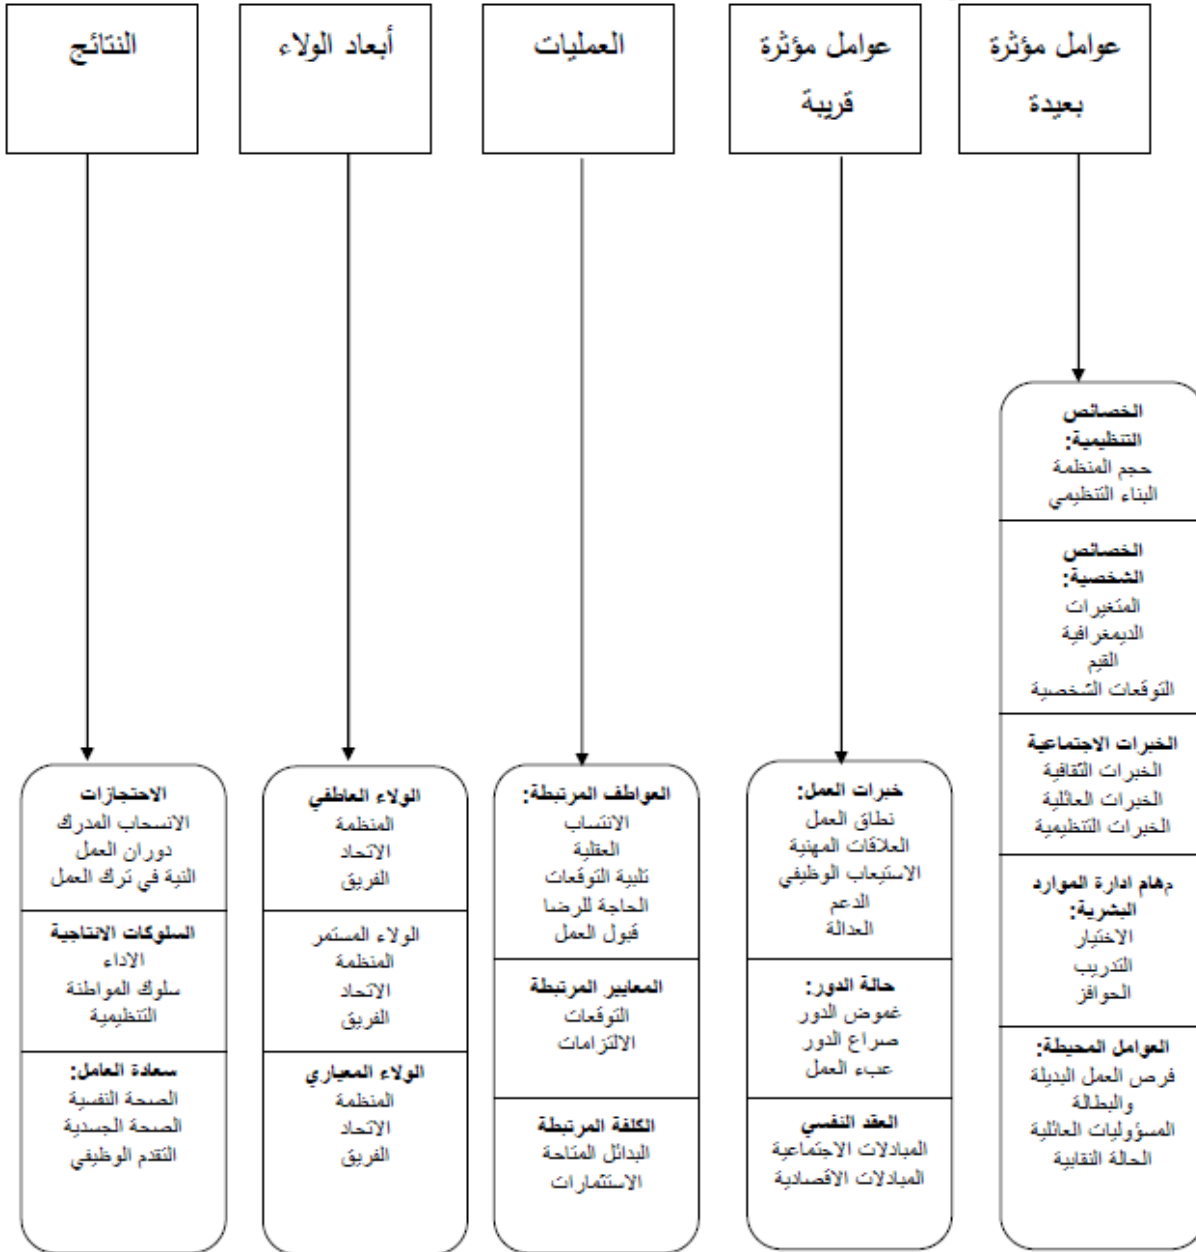 عوامل مؤثرة
بعيدة
عوامل مؤثرة
قريبة
العمليات
أبعاد الولاء
النتائج
الخصائص
التنظيمية:
حجم المنظمة
البناء التنظيمي
الخصائص
الشخصية:
المتغيرات
الديمغرافية
القيم
التوقعات الشخصية
الخبرات الاجتماعية
الخبرات الثقافية
الخبرات العائلية
الخبرات التنظيمية
مهام ادارة الموارد
البشرية:
الاختيار
التدريب
الحوافز
العوامل المحيطة:
فرص العمل البديلة
والبطالة
المسؤوليات العائلية
الحالة النقابية
خبرات العمل:
نطاق العمل
العلاقات المهنية
الاستيعاب الوظيفي
الدعم
العدالة
حالة الدور:
غموض الدور
صراع الدور
عبء العمل
العقد النفسي
المبادلات الاجتماعية
المبادلات الاقصادية
العواطف المرتبطة:
الانتساب
العقلية
تلبية التوقعات
الحاجة للرضا
قبول العمل
المعايير المرتبطة
التوقعات
الالتزامات
الكلفة المرتبطة
البدائل المتاحة
الاستثمارات
الولاء العاطفي
المنظمة
الاتحاد
الفريق
الولاء المستمر
المنظمة
الاتحاد
الفريق
الولاء المعياري
المنظمة
الاتحاد
الفريق
الاحتجازات
الانسحاب المدرك
دوران العمل
النية في ترك العمل
السلوكات الانتاجية
الاداء
سلوك المواطنة
التنظيمية
سعادة العامل:
الصحة النفسية
الصحة الجسدية
التقدم الوظيفي